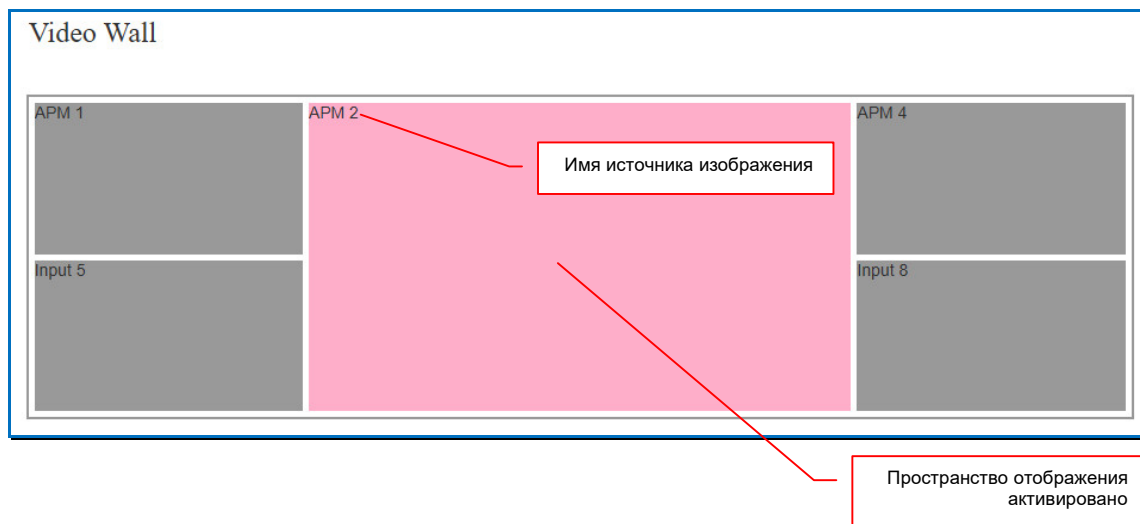 Video Wall
АРМ 1
АРМ 2
АРМ 4
Имя источника изображения
Input 5
Input 8
Пространство отображения
активировано